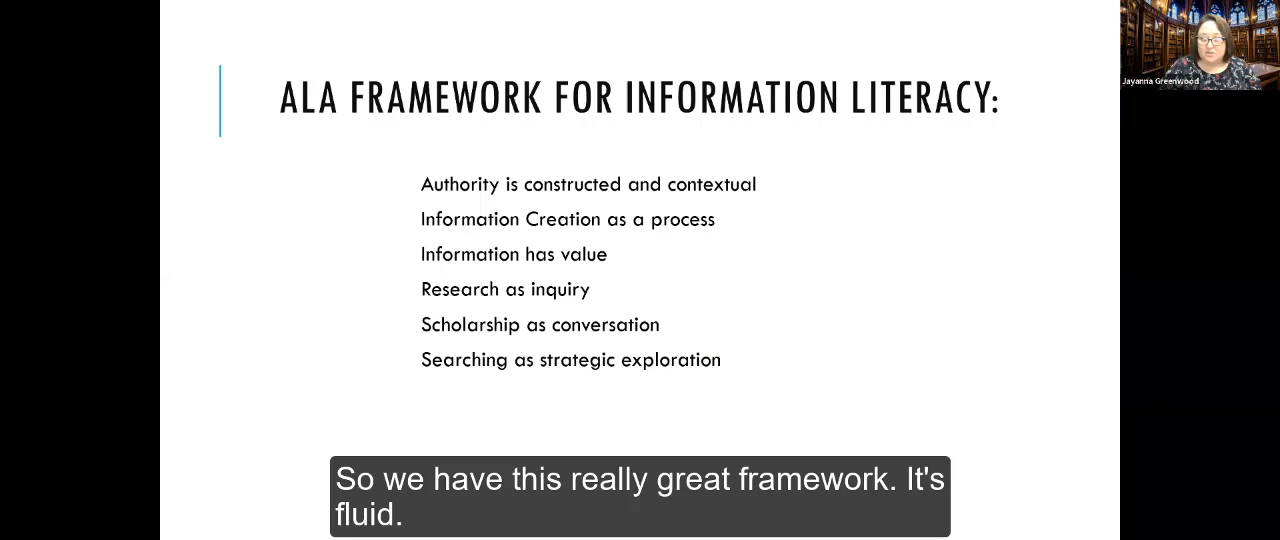 ALA FRAMEWORK FOR INFORMATION LITERACY:
Jayanna Greenwood
Authority is constructed and contextual
Information Creation as a process
Information has value
Research as inquiry
Scholarship as conversation
Searching as strategic exploration
So we have this really great framework. It's
fluid.